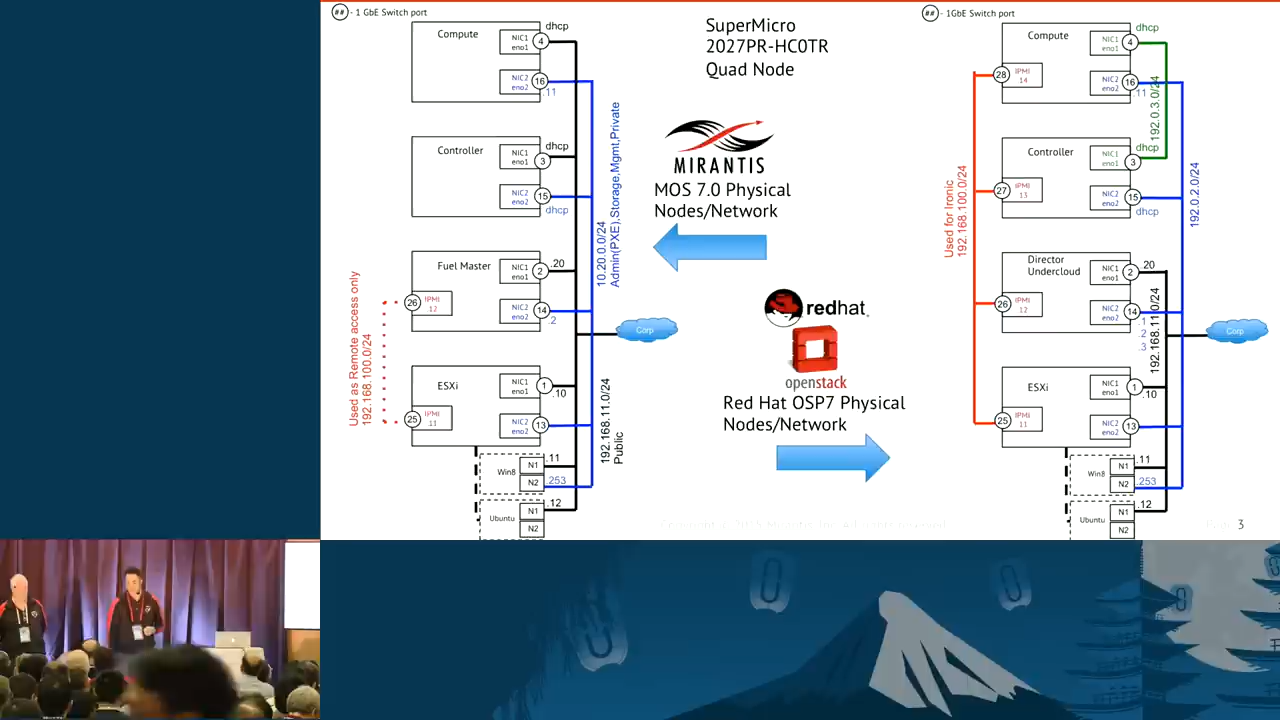 ## - 1 GbE Switch port
Compute
NIC1
eno1
4
dhcp
NIC2
eno2
16
.11
Controller
NIC1
eno1
3
dhcp
NIC2
eno2
15
dhcp
Fuel Master
NIC1
eno1
2
.20
26
IPMI
.12
NIC2
eno2
14
.2
ESXi
NIC1
eno1
1
.10
25
IPMI
.11
NIC2
eno2
13
Win8
N1
.11
N2
.253
Ubuntu
N1
.12
N2
Used as Remote access only
192.168.100.0/24
10.20.0.0/24
Admin(PXE),Storage,Mgmt,Private
192.168.11.0/24
Public
Corp
SuperMicro
2027PR-HC0TR
Quad Node
MIRANTIS
MOS 7.0 Physical
Nodes/Network
redhat
openstack
Red Hat OSP7 Physical
Nodes/Network
## - 1GbE Switch port
Compute
NIC1
eno1
4
dhcp
28
IPMI
14
NIC2
eno2
16
.11
Controller
NIC1
eno1
3
dhcp
27
IPMI
13
NIC2
eno2
15
dhcp
Director
Undercloud
NIC1
eno1
2
.20
26
IPMI
12
NIC2
eno2
14
.1
.2
.3
ESXi
NIC1
eno1
1
.10
25
IPMI
11
NIC2
eno2
13
Win8
N1
.11
N2
.253
Ubuntu
N1
.12
N2
Used for Ironic
192.168.100.0/24
192.0.3.0/24
192.0.2.0/24
192.168.11.0/24
Corp
3